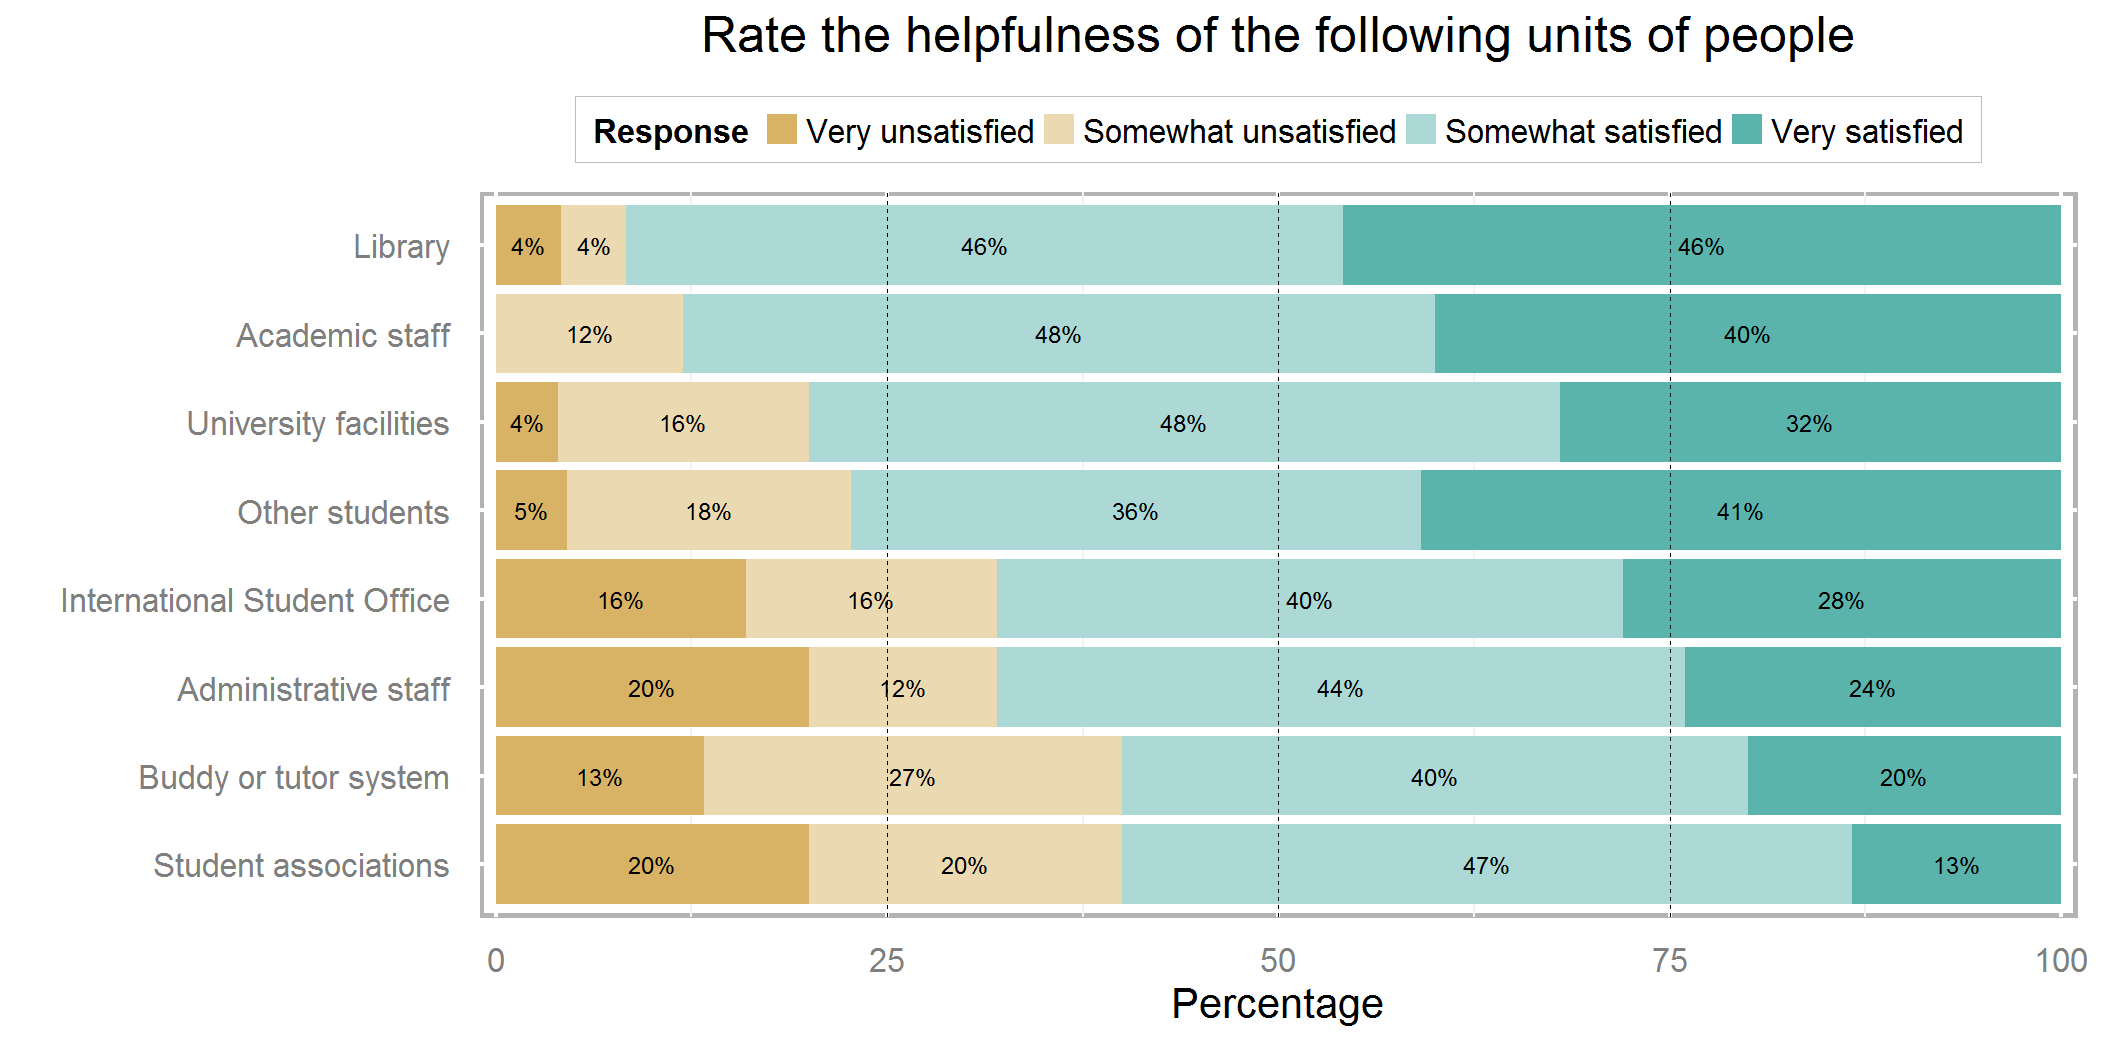 Rate the helpfulness of the following units of people
Response Very unsatisfied Somewhat unsatisfied Somewhat satisfied Very satisfied
Library 4% 4% 46% 46%
Academic staff 12% 48% 40%
University facilities 4% 16% 48% 32%
Other students 5% 18% 36% 41%
International Student Office 16% 16% 40% 28%
Administrative staff 20% 12% 44% 24%
Buddy or tutor system 13% 27% 40% 20%
Student associations 20% 20% 47% 13%
0 25 50 75 100
Percentage